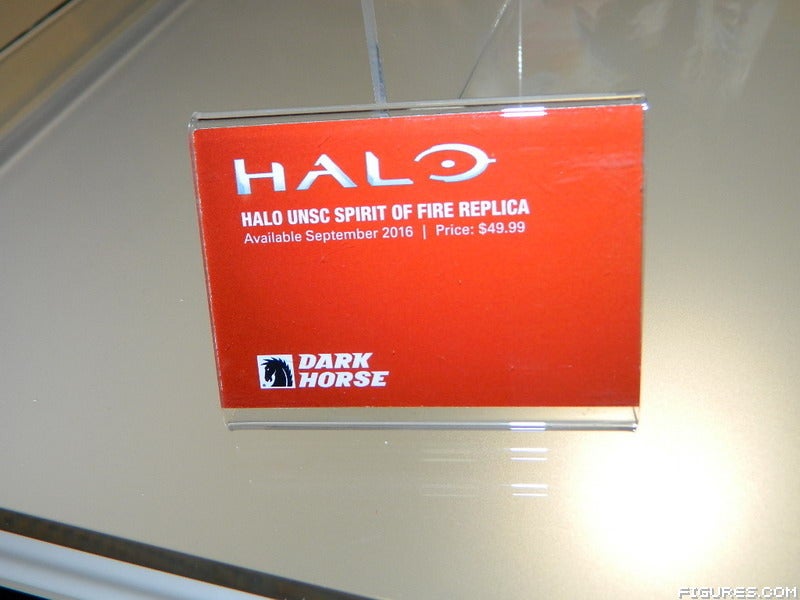 HALO
HALO UNSC SPIRIT OF FIRE REPLICA
Available September 2016 | Price: $49.99
DARK
HORSE
FIGURES.COM